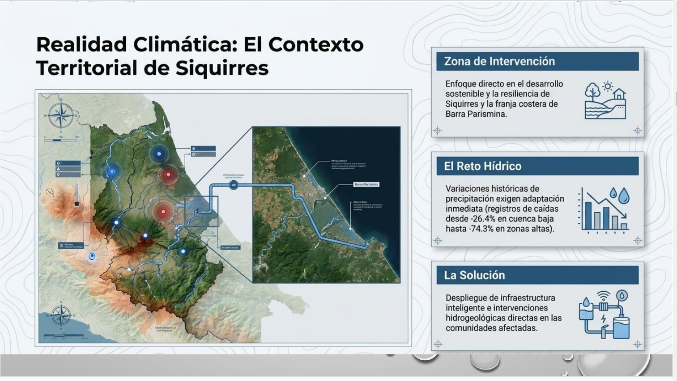 Realidad Climática: El Contexto
Territorial de Siquirres
Zona de Intervención
Enfoque directo en el desarrollo
sostenible y la resiliencia de
Siquirres y la franja costera de
Barra Parismina.
El Reto Hídrico
Variaciones históricas de
precipitación exigen adaptación
inmediata (registros de caídas
desde -26.4% en cuenca baja
hasta -74.3% en zonas altas).
La Solución
Despliegue de infraestructura
inteligente e intervenciones
hidrogeológicas directas en las
comunidades afectadas.